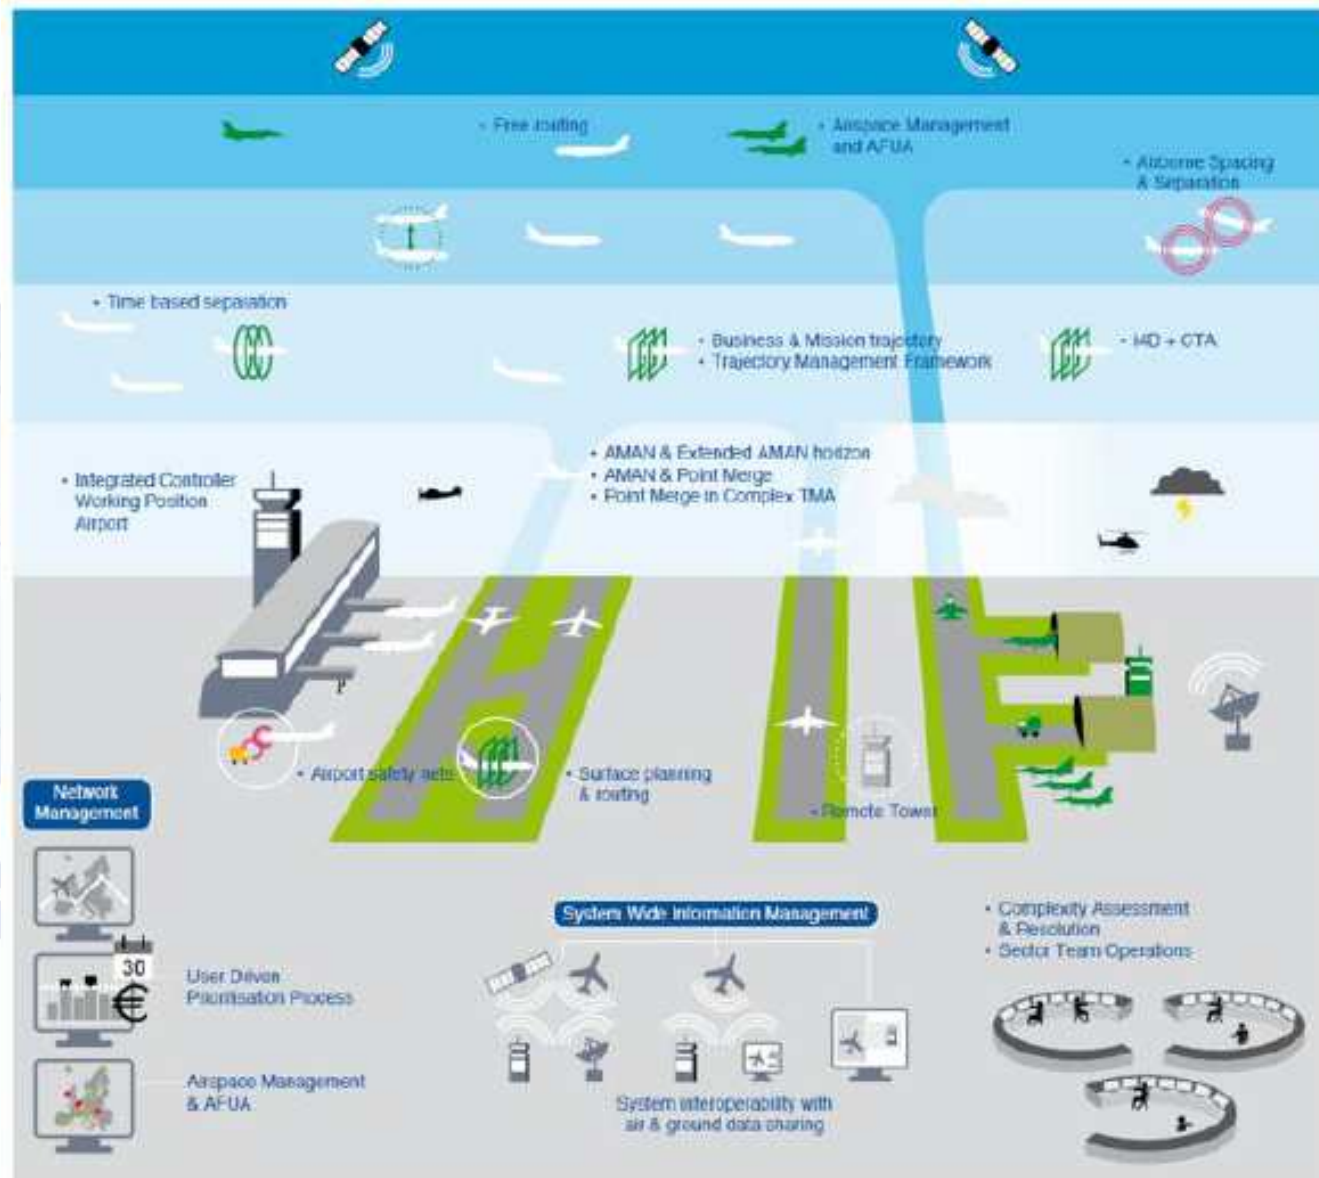 • Free routing
• Airspace Management
and AFUA
• Airborne Spacing
& Separation
• Time based separation
• Business & Mission trajectory
• Trajectory Management Framework
• i4D + CTA
• AMAN & Extended AMAN horizon
• AMAN & Point Merge
• Point Merge in Complex TMA
• Integrated Controller
Working Position
Airport
• Airport safety nets
• Surface planning
& routing
• Remote Tower
Network
Management
30
€
User Driven
Prioritisation Process
Airspace Management
& AFUA
System Wide Information Management
System interoperability with
air & ground data sharing
• Complexity Assessment
& Resolution
• Sector Team Operations